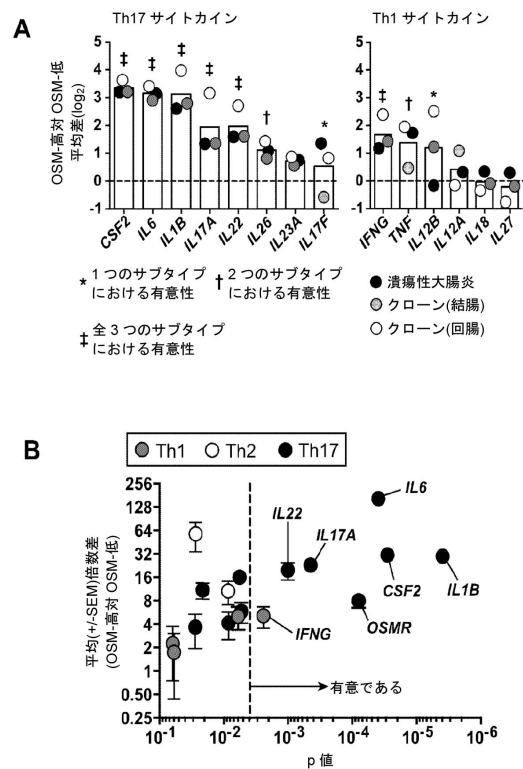 A
Th17 サイトカイン
Th1 サイトカイン
OSM-高対 OSM-低
平均差(log2)
5
4
3
2
1
0
-1
5
4
3
2
1
0
-1
‡ ‡ ‡ ‡ ‡ † *
‡ † *
CSF2 IL6 IL1B IL17A IL22 IL26 IL23A IL17F
IFNG TNF IL12B IL12A IL18 IL27
* 1 つのサブタイプ
における有意性
† 2 つのサブタイプ
における有意性
‡ 全 3 つのサブタイプ
における有意性
潰瘍性大腸炎
クローン(結腸)
クローン(回腸)
B
Th1 Th2 Th17
平均(+/-SEM)倍数差
(OSM-高対 OSM-低)
256
128
64
32
16
8
4
2
1
0.50
0.25
IL6
IL22
IL17A
CSF2
IL1B
OSMR
IFNG
有意である
10-1 10-2 10-3 10-4 10-5 10-6
p 値